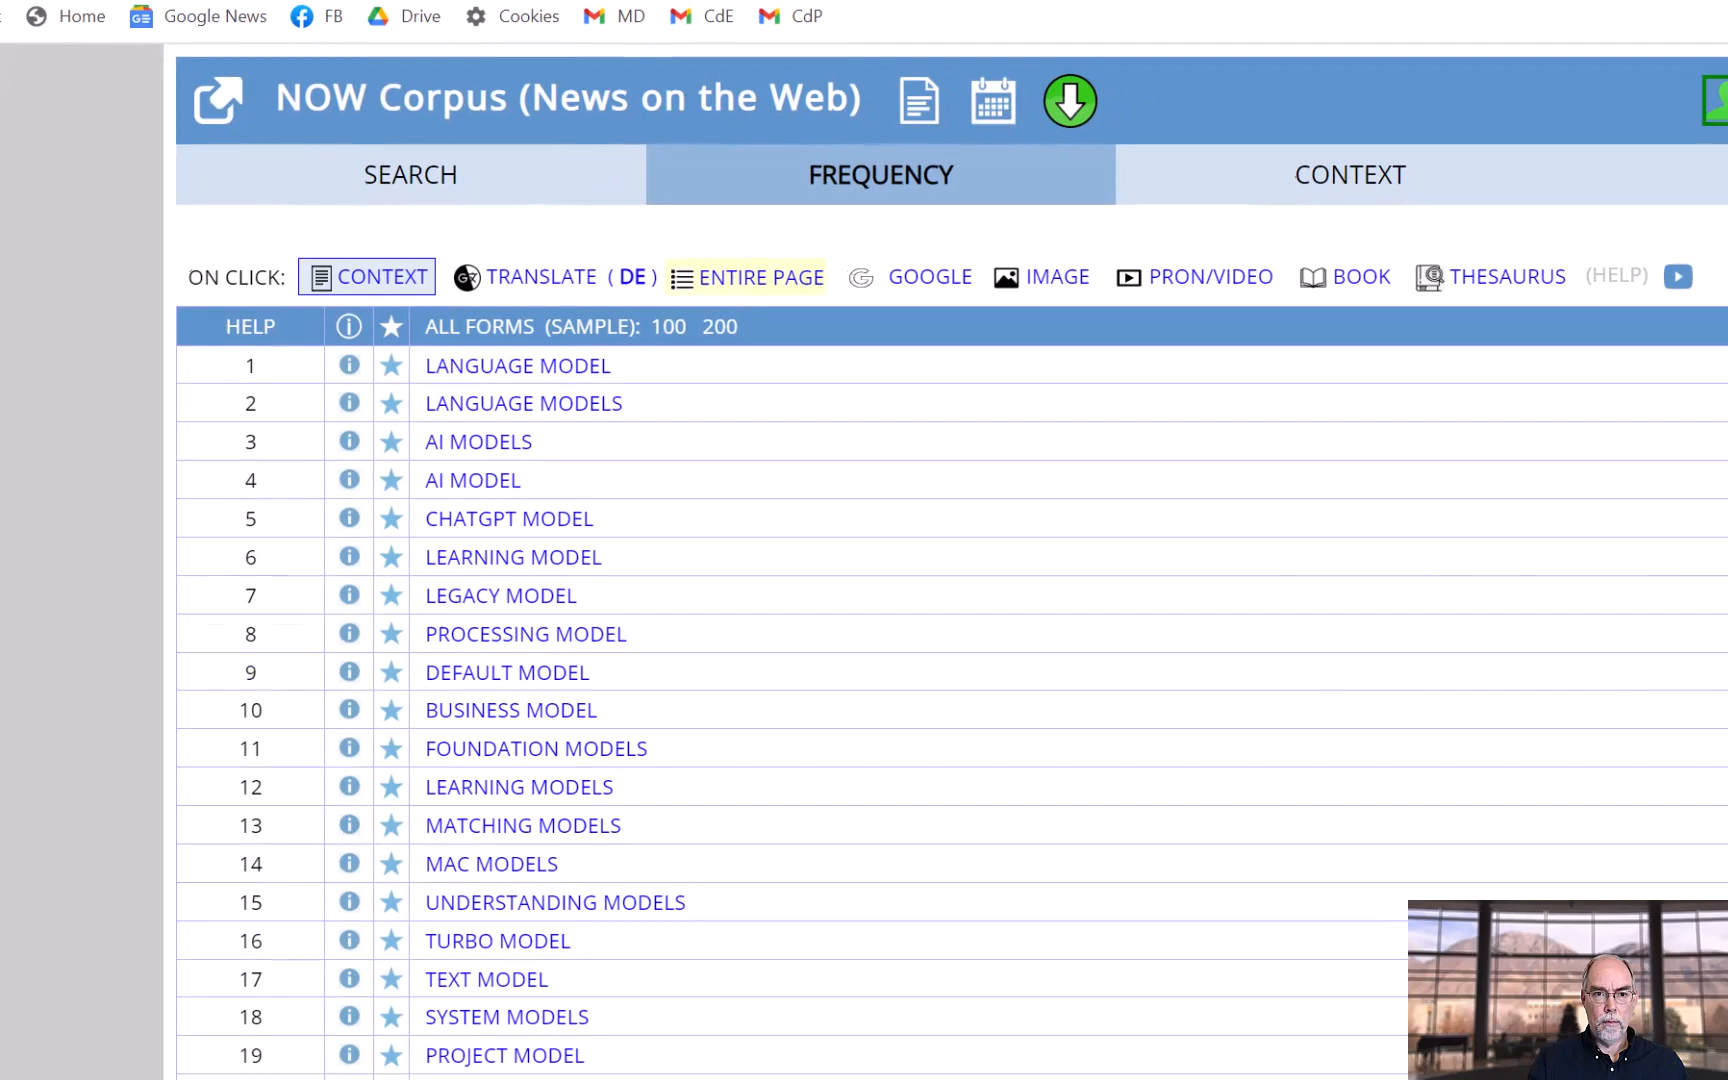 Home Google News FB Drive Cookies MD CdE CdP
NOW Corpus (News on the Web)
SEARCH FREQUENCY CONTEXT
ON CLICK: CONTEXT TRANSLATE ( DE ) ENTIRE PAGE GOOGLE IMAGE PRON/VIDEO BOOK THESAURUS (HELP)
HELP ALL FORMS (SAMPLE): 100 200
1 LANGUAGE MODEL
2 LANGUAGE MODELS
3 AI MODELS
4 AI MODEL
5 CHATGPT MODEL
6 LEARNING MODEL
7 LEGACY MODEL
8 PROCESSING MODEL
9 DEFAULT MODEL
10 BUSINESS MODEL
11 FOUNDATION MODELS
12 LEARNING MODELS
13 MATCHING MODELS
14 MAC MODELS
15 UNDERSTANDING MODELS
16 TURBO MODEL
17 TEXT MODEL
18 SYSTEM MODELS
19 PROJECT MODEL